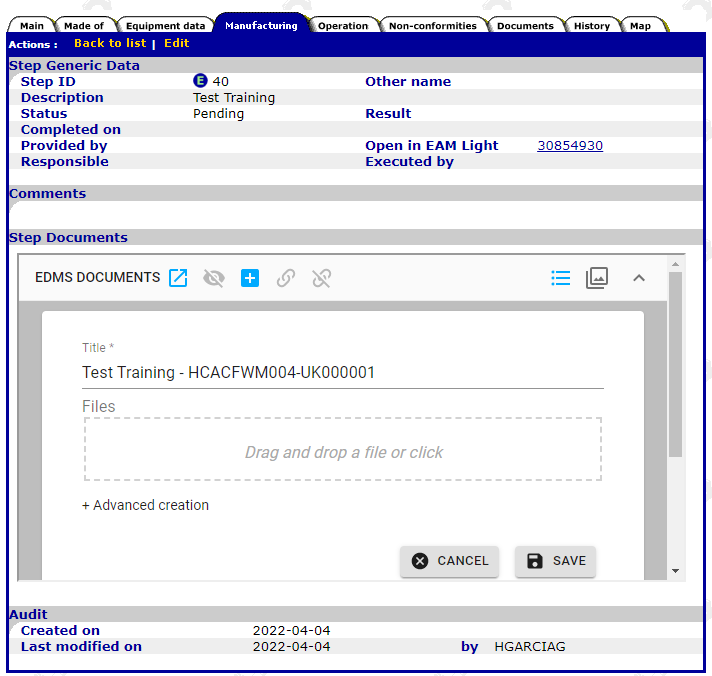 Main Made of Equipment data Manufacturing Operation Non-conformities Documents History Map
Actions : Back to list | Edit
Step Generic Data
Step ID E 40 Other name
Description Test Training
Status Pending Result
Completed on
Provided by Open in EAM Light 30854930
Responsible Executed by
Comments
Step Documents
EDMS DOCUMENTS
Title *
Test Training - HCACFWM004-UK000001
Files
Drag and drop a file or click
+ Advanced creation
CANCEL SAVE
Audit
Created on 2022-04-04
Last modified on 2022-04-04 by HGARCIAG